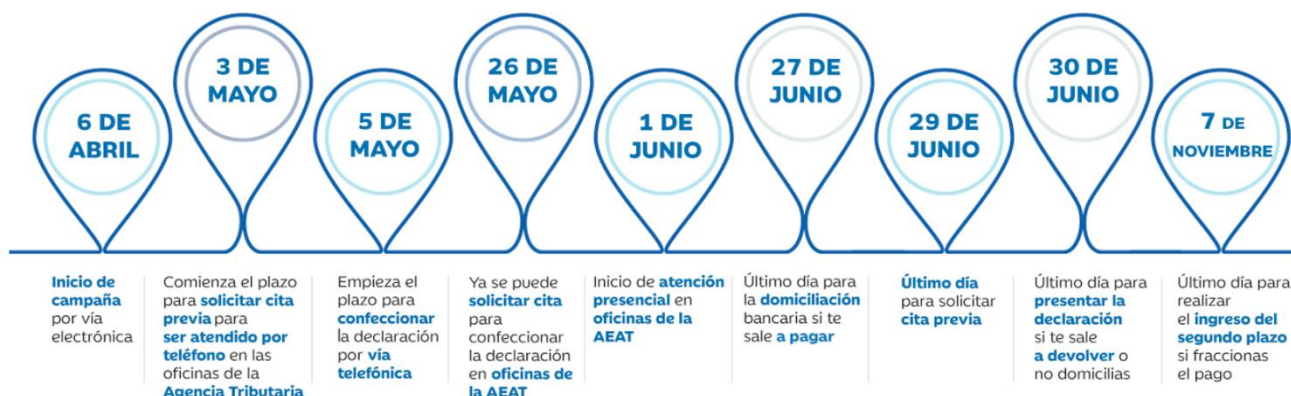 6 DE
ABRIL
3 DE
MAYO
5 DE
MAYO
26 DE
MAYO
1 DE
JUNIO
27 DE
JUNIO
29 DE
JUNIO
30 DE
JUNIO
7 DE
NOVIEMBRE
Inicio de
campaña
por vía
electrónica
Comienza el plazo
para solicitar cita
previa para
ser atendido por
teléfono en las
oficinas de la
Agencia Tributaria
Empieza el
plazo para
confeccionar
la declaración
por vía
telefónica
Ya se puede
solicitar cita
para
confeccionar
la declaración
en oficinas de
la AEAT
Inicio de atención
presencial en
oficinas de la
AEAT
Último día para
la domiciliación
bancaria si te
sale a pagar
Último día
para solicitar
cita previa
Último día para
presentar la
declaración
si te sale
a devolver o
no domicilias
Último día para
realizar
el ingreso del
segundo plazo
si fraccionas
el pago